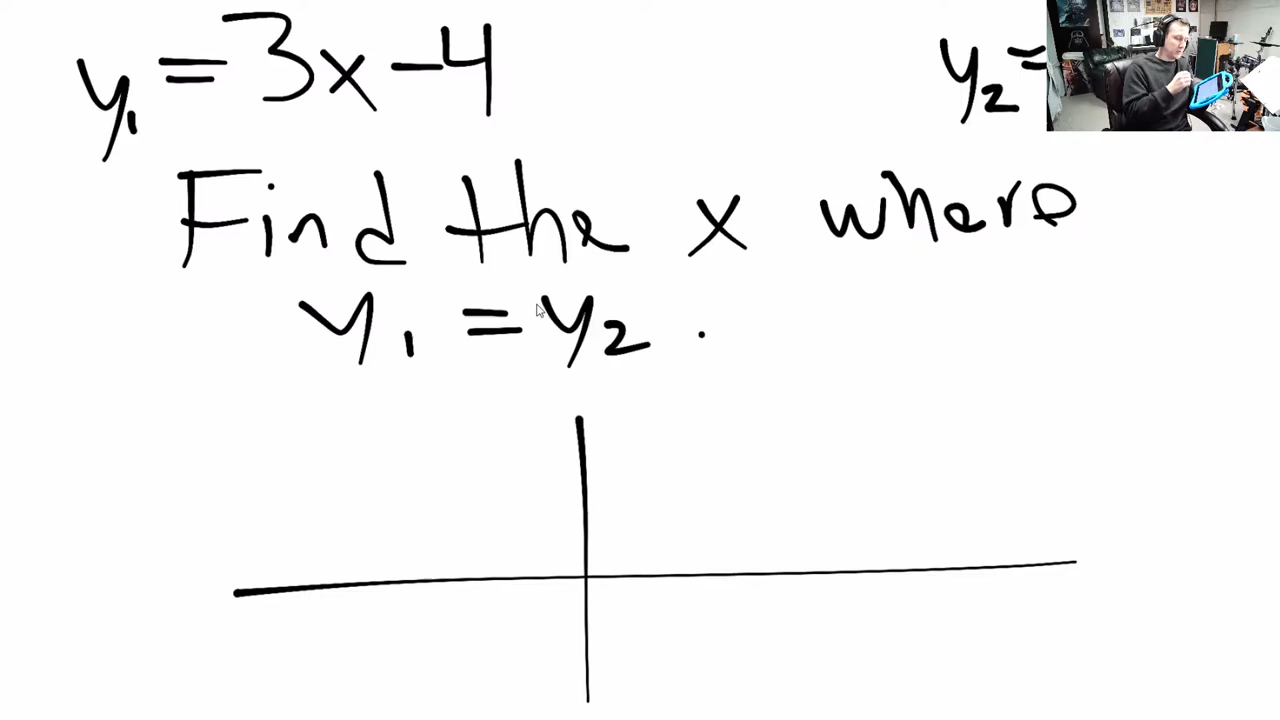 y₁ = 3x - 4 y₂ =
Find the x where
y₁ = y₂ .